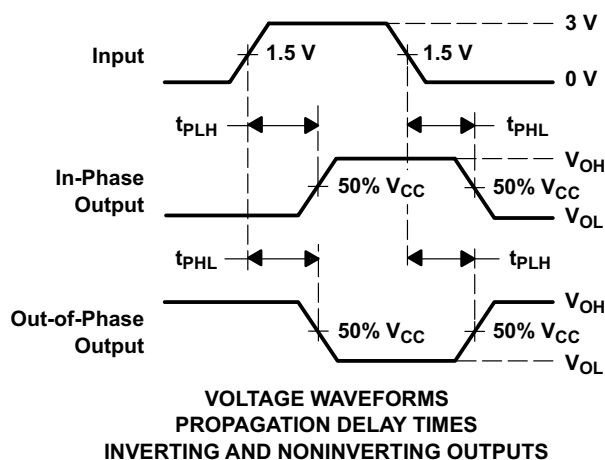 3 V
Input
1.5 V
1.5 V
0 V
tPLH
tPHL
In-Phase
Output
VOH
50% VCC
50% VCC
VOL
tPHL
tPLH
Out-of-Phase
Output
VOH
50% VCC
50% VCC
VOL
VOLTAGE WAVEFORMS
PROPAGATION DELAY TIMES
INVERTING AND NONINVERTING OUTPUTS